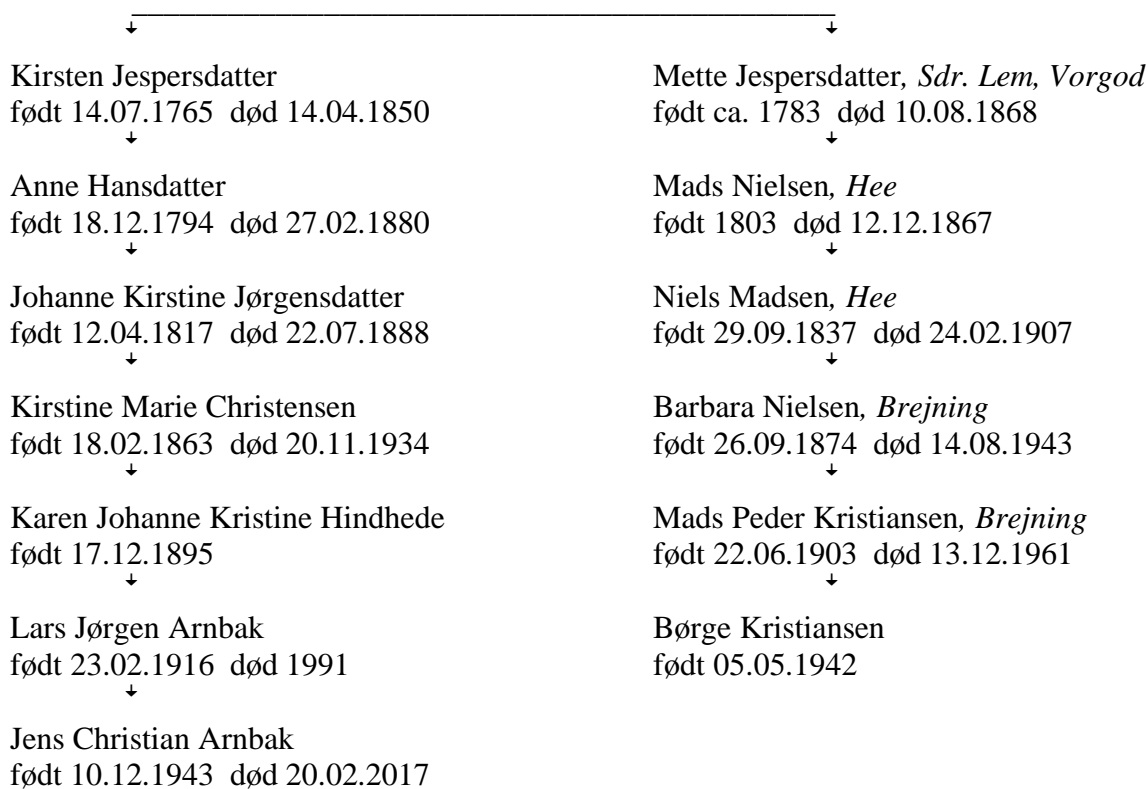 Kirsten Jespersdatter
født 14.07.1765 død 14.04.1850
Anne Hansdatter
født 18.12.1794 død 27.02.1880
Johanne Kirstine Jørgensdatter
født 12.04.1817 død 22.07.1888
Kirstine Marie Christensen
født 18.02.1863 død 20.11.1934
Karen Johanne Kristine Hindhede
født 17.12.1895
Lars Jørgen Arnbak
født 23.02.1916 død 1991
Jens Christian Arnbak
født 10.12.1943 død 20.02.2017
Mette Jespersdatter, Sdr. Lem, Vorgod
født ca. 1783 død 10.08.1868
Mads Nielsen, Hee
født 1803 død 12.12.1867
Niels Madsen, Hee
født 29.09.1837 død 24.02.1907
Barbara Nielsen, Brejning
født 26.09.1874 død 14.08.1943
Mads Peder Kristiansen, Brejning
født 22.06.1903 død 13.12.1961
Børge Kristiansen
født 05.05.1942